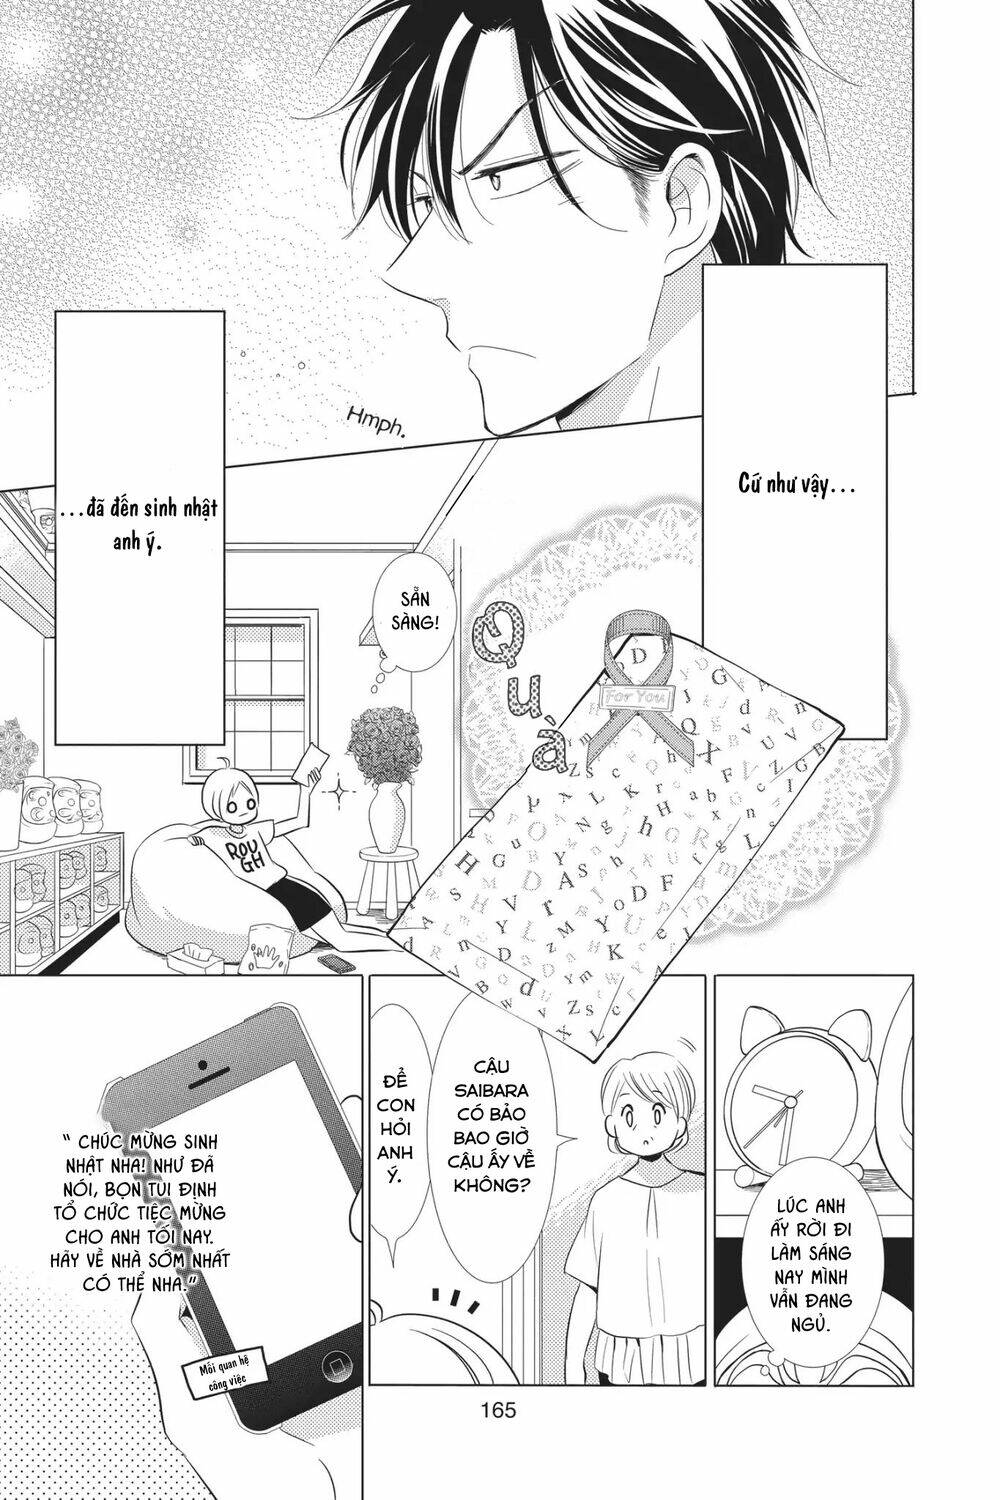 Hmph.
Cứ như vậy...
...đã đến sinh nhật
anh ý.
SẴN
SÀNG!
Quà
For You
ROU
GH
LÚC ANH
ẤY RỜI ĐI
LÀM SÁNG
NAY MÌNH
VẪN ĐANG
NGỦ.
CẬU
SAIBARA
CÓ BẢO
BAO GIỜ
CẬU ẤY VỀ
KHÔNG?
ĐỂ
CON
HỎI
ANH
Ý.
" CHÚC MỪNG SINH
NHẬT NHA! NHƯ ĐÃ
NÓI, BỌN TUI ĐỊNH
TỔ CHỨC TIỆC MỪNG
CHO ANH TỐI NAY.
HÃY VỀ NHÀ SỚM NHẤT
CÓ THỂ NHA."
Mối quan hệ
công việc
165